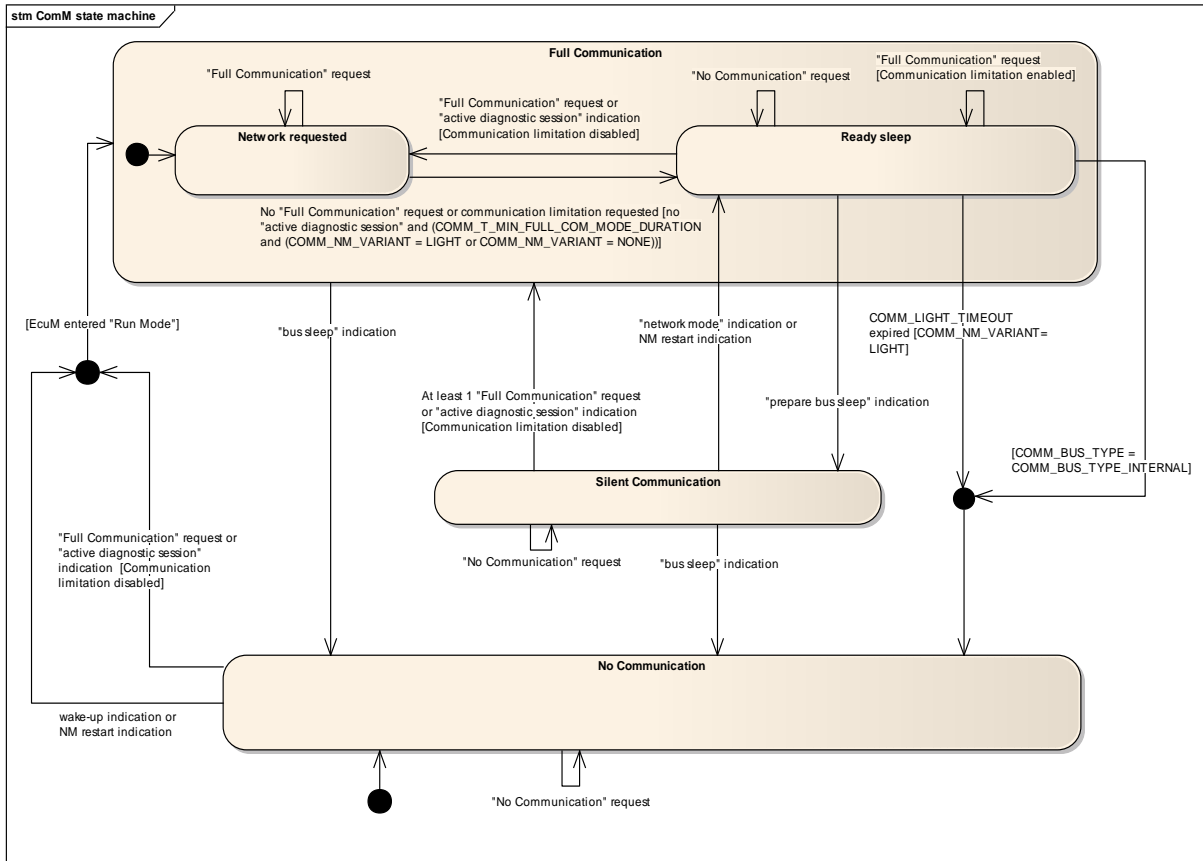 stm ComM state machine
Full Communication
"Full Communication" request
"No Communication" request
"Full Communication" request
[Communication limitation enabled]
"Full Communication" request or
"active diagnostic session" indication
[Communication limitation disabled]
Network requested
Ready sleep
No "Full Communication" request or communication limitation requested [no
"active diagnostic session" and (COMM_T_MIN_FULL_COM_MODE_DURATION
and (COMM_NM_VARIANT = LIGHT or COMM_NM_VARIANT = NONE))]
[EcuM entered "Run Mode"]
"bus sleep" indication
"network mode" indication or
NM restart indication
COMM_LIGHT_TIMEOUT
expired [COMM_NM_VARIANT=
LIGHT]
At least 1 "Full Communication" request
or "active diagnostic session" indication
[Communication limitation disabled]
"prepare bus sleep" indication
[COMM_BUS_TYPE =
COMM_BUS_TYPE_INTERNAL]
Silent Communication
"Full Communication" request or
"active diagnostic session"
indication [Communication
limitation disabled]
"No Communication" request
"bus sleep" indication
No Communication
wake-up indication or
NM restart indication
"No Communication" request